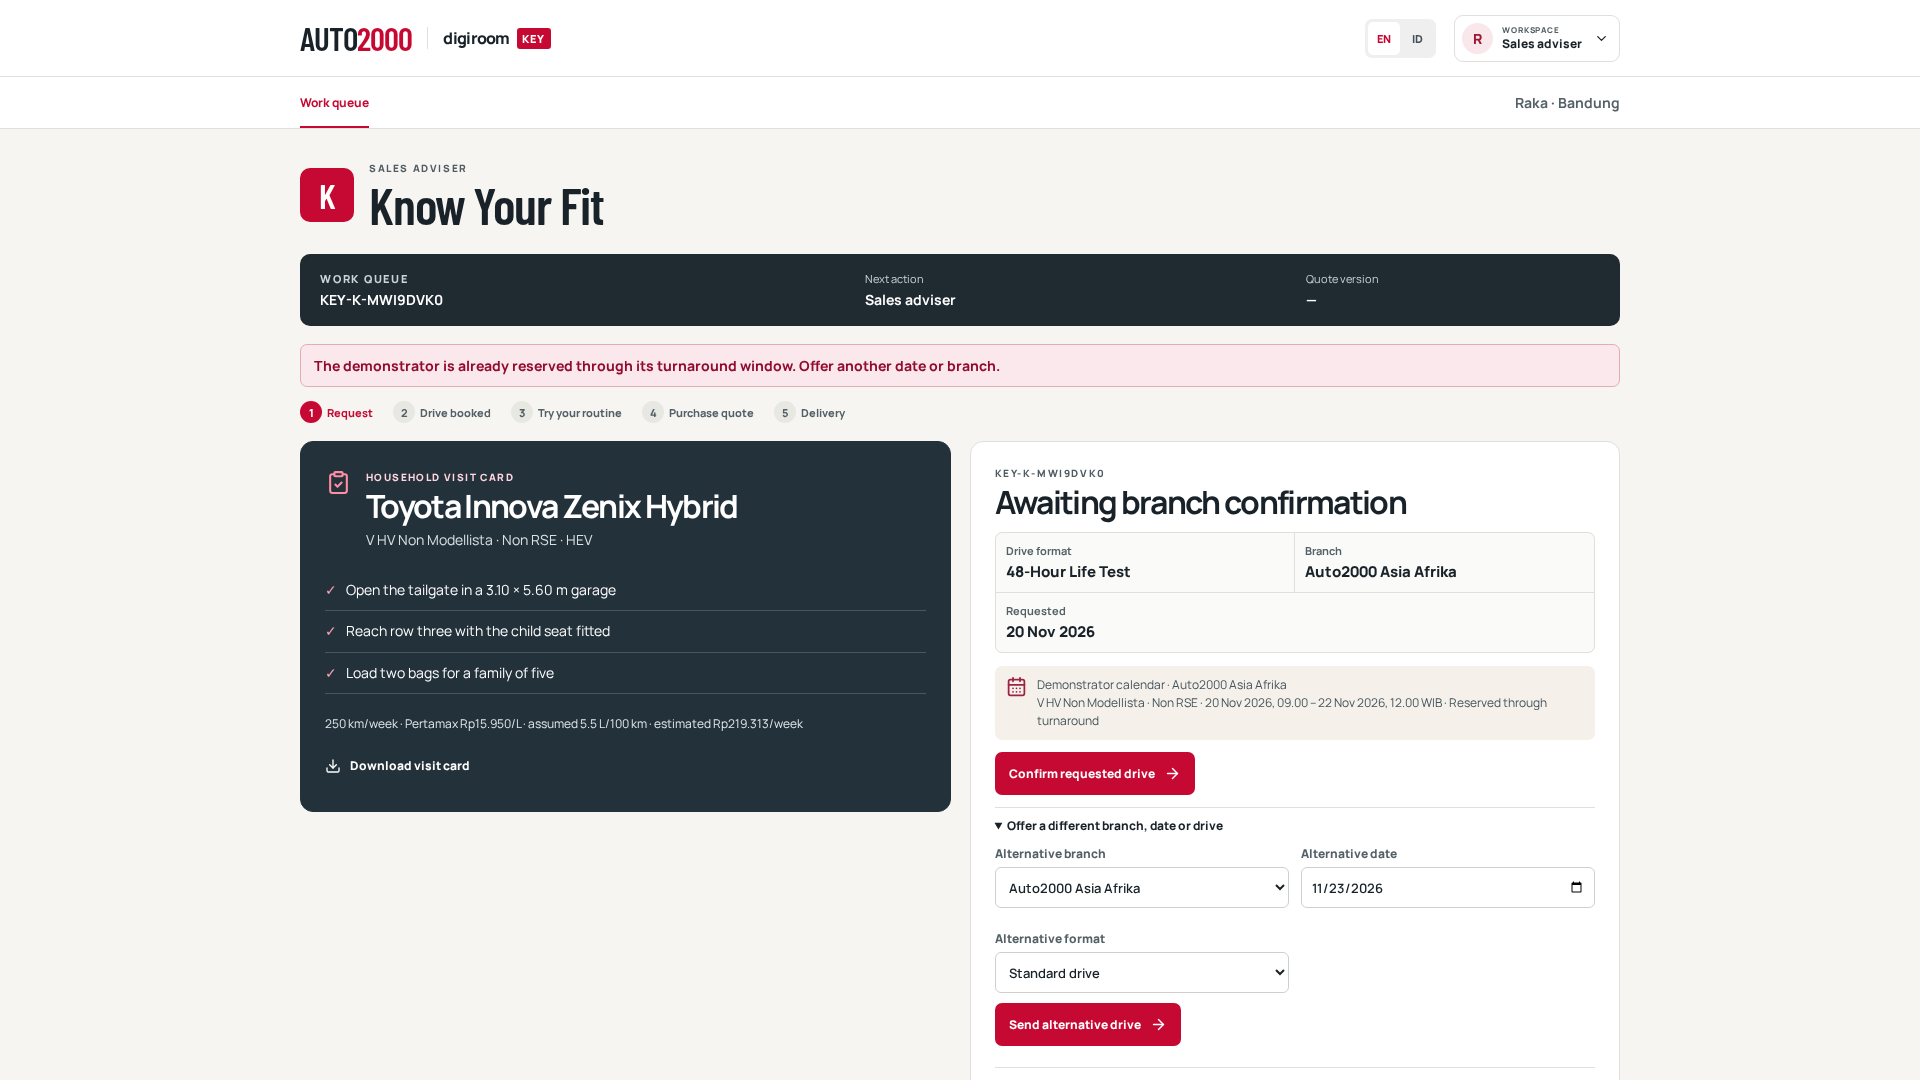 AUTO2000
digiroom KEY
EN ID
R
WORKSPACE
Sales adviser
Work queue
Raka · Bandung
K
SALES ADVISER
Know Your Fit
WORK QUEUE
KEY-K-MWI9DVK0
Next action
Sales adviser
Quote version
—
The demonstrator is already reserved through its turnaround window. Offer another date or branch.
1 Request
2 Drive booked
3 Try your routine
4 Purchase quote
5 Delivery
HOUSEHOLD VISIT CARD
Toyota Innova Zenix Hybrid
V HV Non Modellista · Non RSE · HEV
✓ Open the tailgate in a 3.10 × 5.60 m garage
✓ Reach row three with the child seat fitted
✓ Load two bags for a family of five
250 km/week · Pertamax Rp15.950/L · assumed 5.5 L/100 km · estimated Rp219.313/week
Download visit card
KEY-K-MWI9DVK0
Awaiting branch confirmation
Drive format
48-Hour Life Test
Branch
Auto2000 Asia Afrika
Requested
20 Nov 2026
Demonstrator calendar · Auto2000 Asia Afrika
V HV Non Modellista · Non RSE · 20 Nov 2026, 09.00 – 22 Nov 2026, 12.00 WIB · Reserved through
turnaround
Confirm requested drive →
▼ Offer a different branch, date or drive
Alternative branch
Auto2000 Asia Afrika
Alternative date
11/23/2026
Alternative format
Standard drive
Send alternative drive →